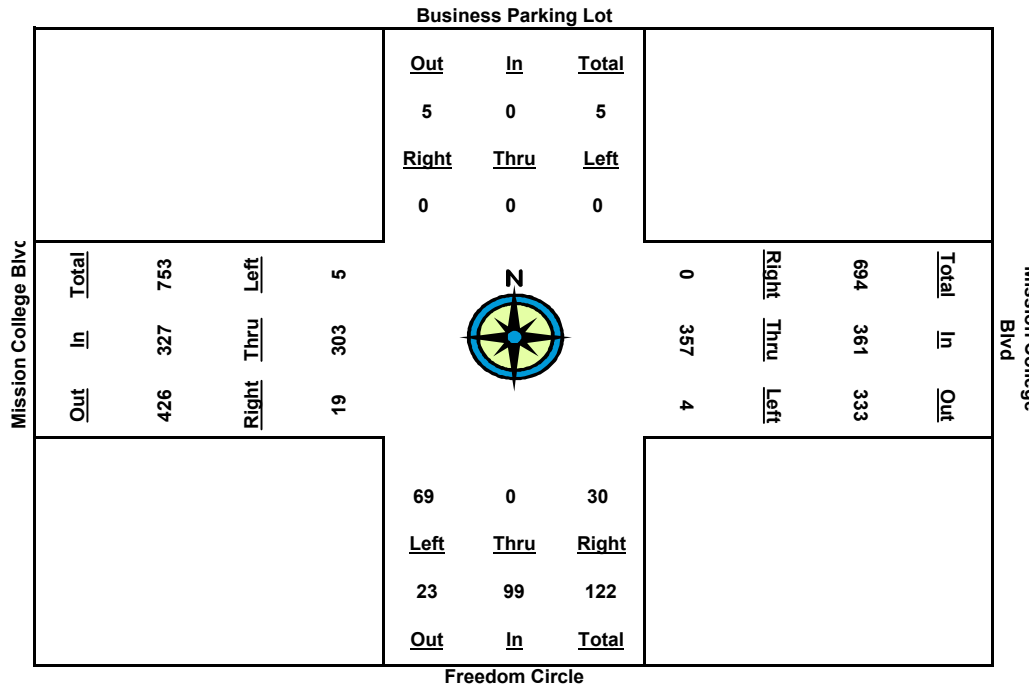 Business Parking Lot
Out In Total
5 0 5
Right Thru Left
0 0 0
Mission College Blvd
Total 753 Left 5
In 327 Thru 303
Out 426 Right 19
N
0 Right 694 Total
357 Thru 361 In
4 Left 333 Out
Mission College
Blvd
69 0 30
Left Thru Right
23 99 122
Out In Total
Freedom Circle